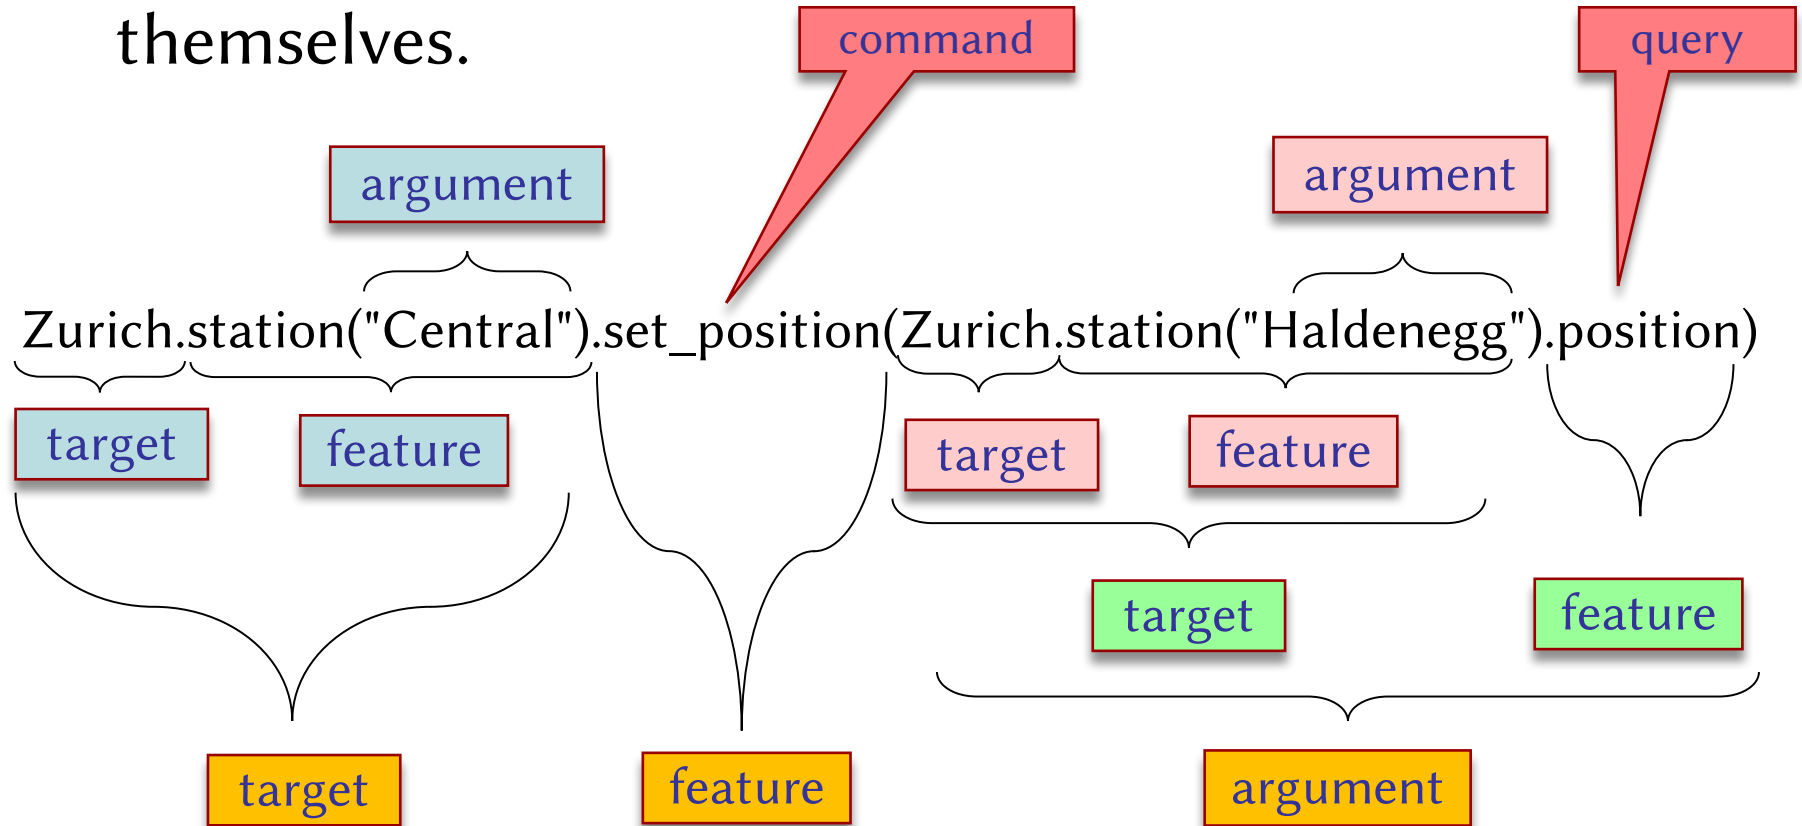 themselves.
command
query
argument
argument
Zurich.station("Central").set_position(Zurich.station("Haldenegg").position)
target
feature
target
feature
target
feature
target
feature
argument